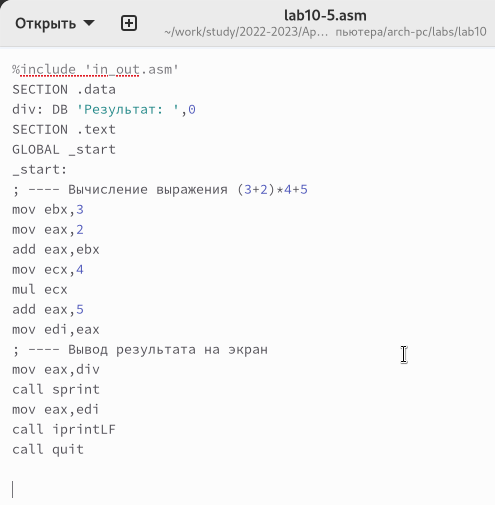 Открыть
lab10-5.asm
~/work/study/2022-2023/Ар... пьютера/arch-pc/labs/lab10
%include 'in_out.asm'
SECTION .data
div: DB 'Результат: ',0
SECTION .text
GLOBAL _start
_start:
; ---- Вычисление выражения (3+2)*4+5
mov ebx,3
mov eax,2
add eax,ebx
mov ecx,4
mul ecx
add eax,5
mov edi,eax
; ---- Вывод результата на экран
mov eax,div
call sprint
mov eax,edi
call iprintLF
call quit